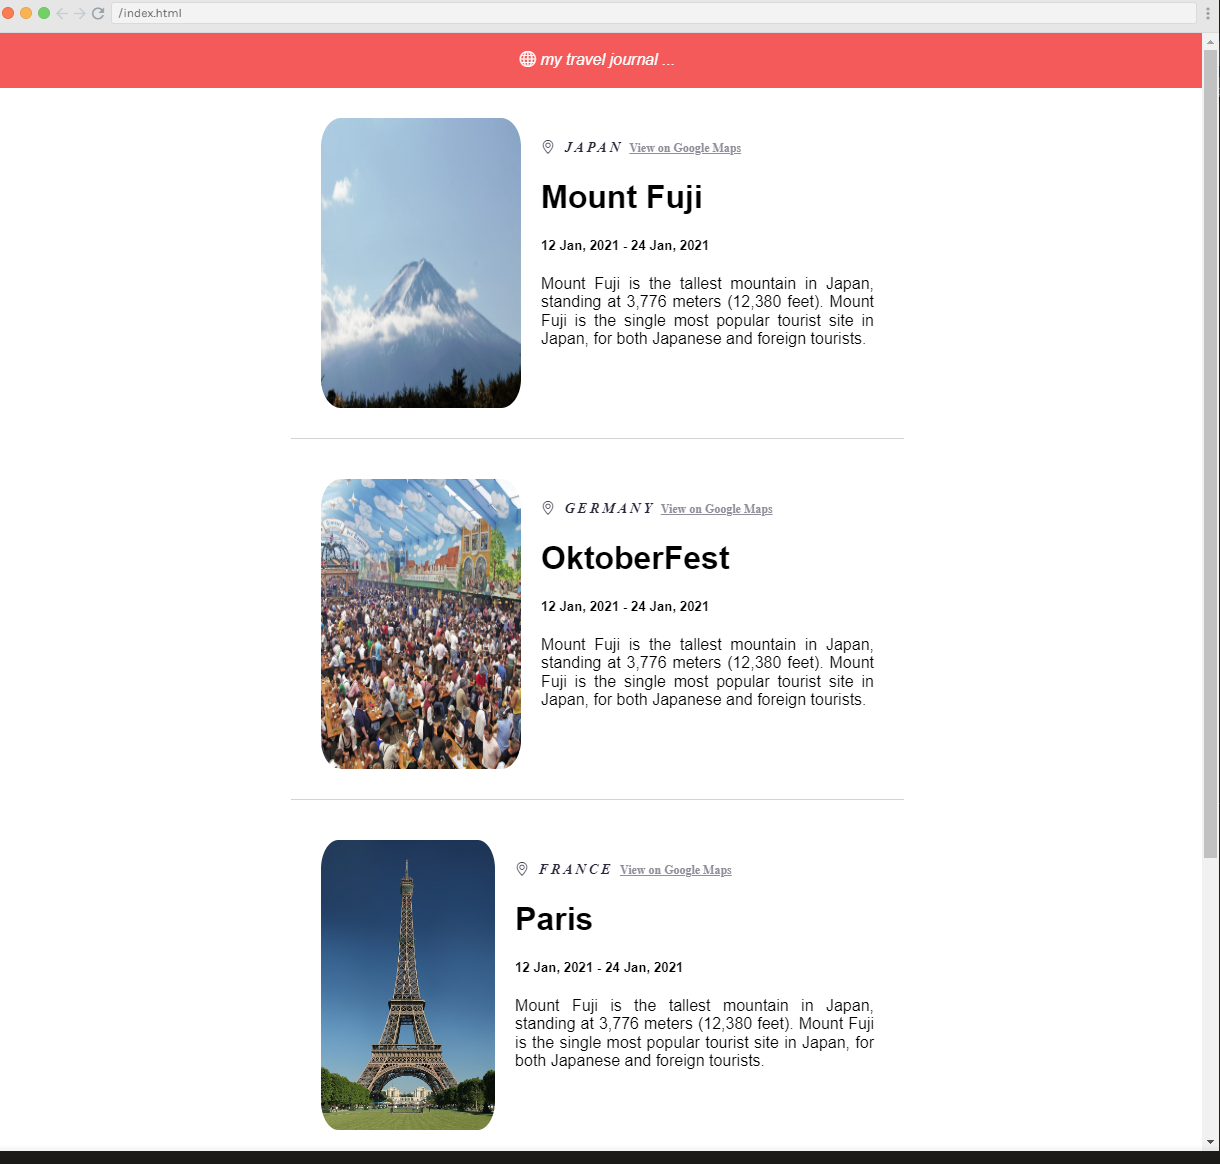 /index.html
my travel journal ...
JAPAN View on Google Maps
Mount Fuji
12 Jan, 2021 - 24 Jan, 2021
Mount Fuji is the tallest mountain in Japan,
standing at 3,776 meters (12,380 feet). Mount
Fuji is the single most popular tourist site in
Japan, for both Japanese and foreign tourists.
GERMANY View on Google Maps
OktoberFest
12 Jan, 2021 - 24 Jan, 2021
Mount Fuji is the tallest mountain in Japan,
standing at 3,776 meters (12,380 feet). Mount
Fuji is the single most popular tourist site in
Japan, for both Japanese and foreign tourists.
FRANCE View on Google Maps
Paris
12 Jan, 2021 - 24 Jan, 2021
Mount Fuji is the tallest mountain in Japan,
standing at 3,776 meters (12,380 feet). Mount Fuji
is the single most popular tourist site in Japan, for
both Japanese and foreign tourists.